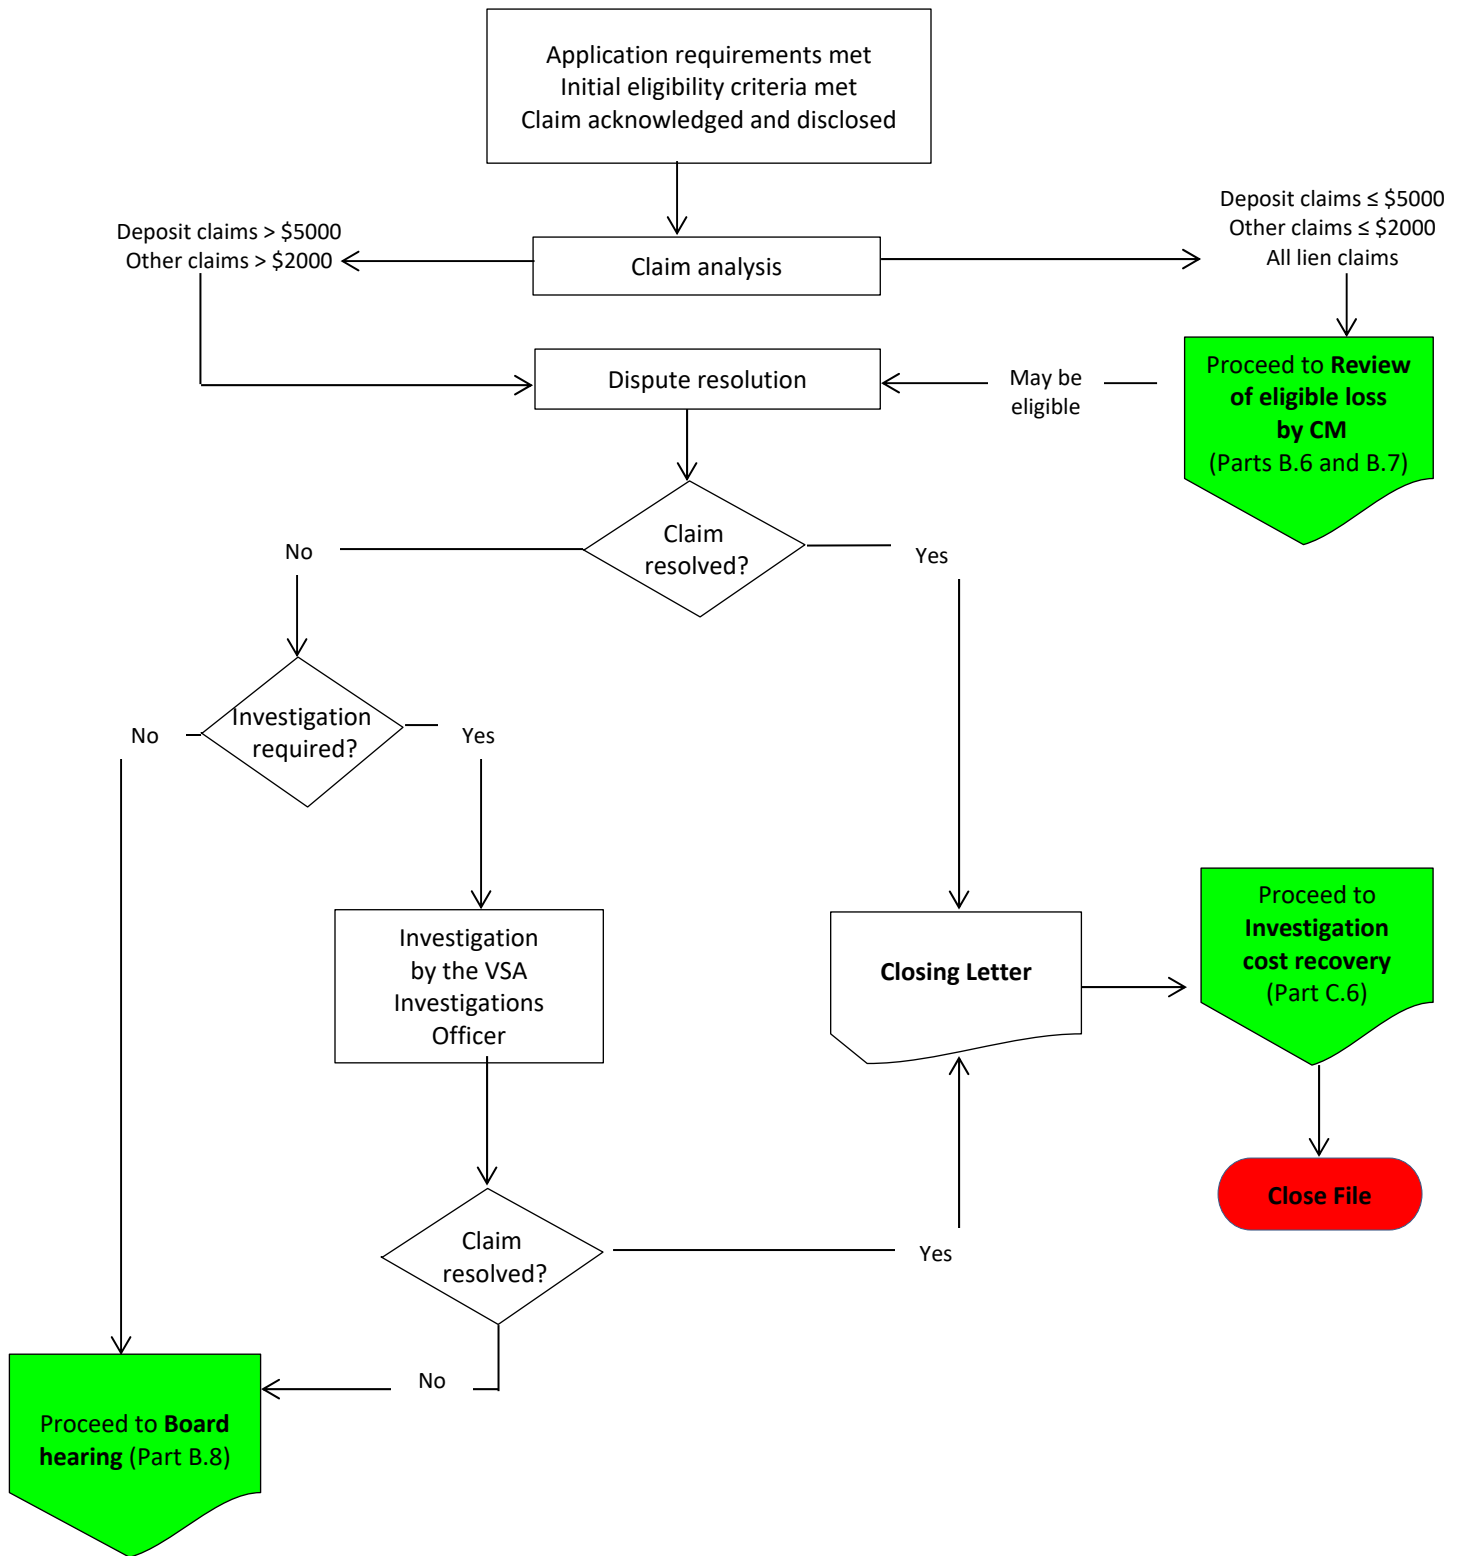 Application requirements met
Initial eligibility criteria met
Claim acknowledged and disclosed
Deposit claims > $5000
Other claims > $2000
Claim analysis
Deposit claims ≤ $5000
Other claims ≤ $2000
All lien claims
Dispute resolution
May be
eligible
Proceed to Review
of eligible loss
by CM
(Parts B.6 and B.7)
Claim
resolved?
No
Yes
Investigation
required?
No
Yes
Investigation
by the VSA
Investigations
Officer
Closing Letter
Proceed to
Investigation
cost recovery
(Part C.6)
Close File
Claim
resolved?
Yes
No
Proceed to Board
hearing (Part B.8)